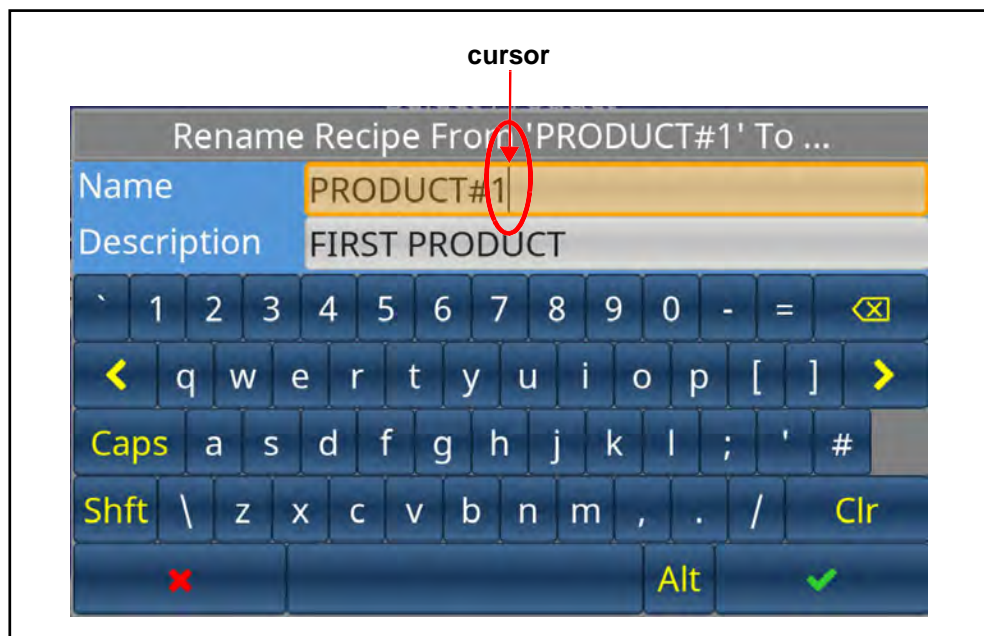 cursor
Rename Recipe From 'PRODUCT#1' To ...
Name PRODUCT#1
Description FIRST PRODUCT
` 1 2 3 4 5 6 7 8 9 0 - =
q w e r t y u i o p [ ]
Caps a s d f g h j k l ; ' #
Shft \ z x c v b n m , . / Clr
Alt